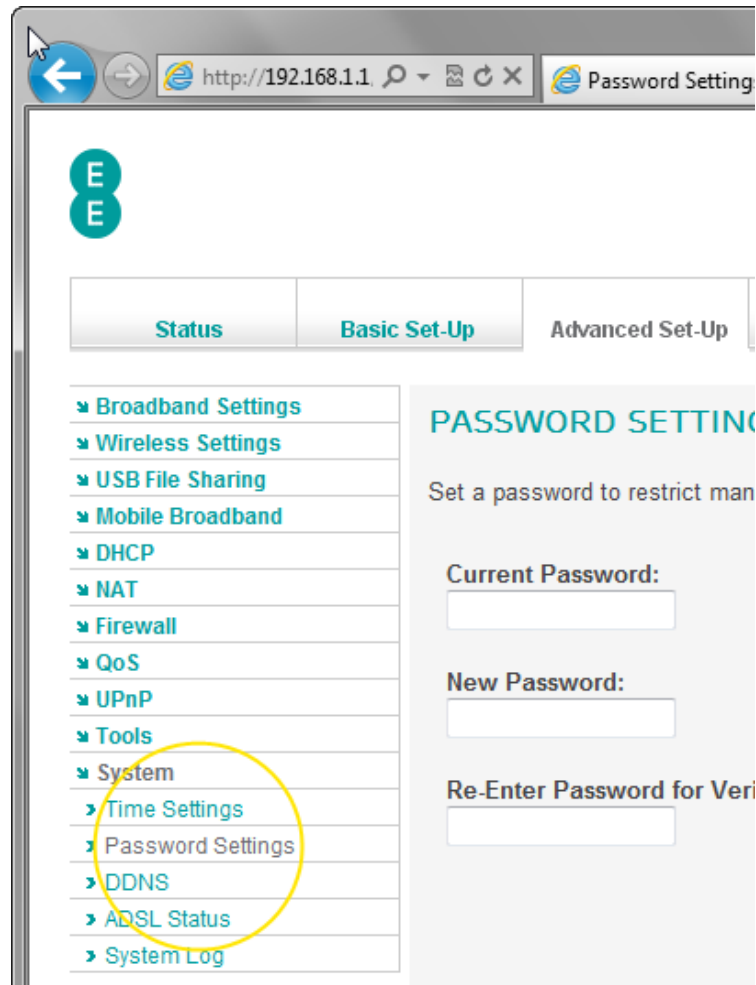 http://192.168.1.1
Password Setting
E
E
Status
Basic Set-Up
Advanced Set-Up
Broadband Settings
Wireless Settings
USB File Sharing
Mobile Broadband
DHCP
NAT
Firewall
QoS
UPnP
Tools
System
Time Settings
Password Settings
DDNS
ADSL Status
System Log
PASSWORD SETTING
Set a password to restrict man
Current Password:
New Password:
Re-Enter Password for Veri